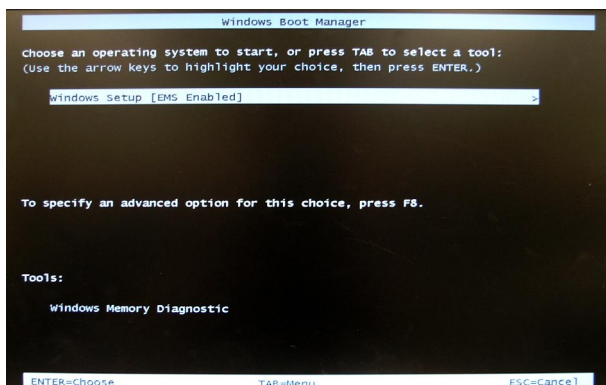 Windows Boot Manager
Choose an operating system to start, or press TAB to select a tool:
(Use the arrow keys to highlight your choice, then press ENTER.)
Windows Setup [EMS Enabled] >
To specify an advanced option for this choice, press F8.
Tools:
Windows Memory Diagnostic
ENTER=Choose TAB=Menu ESC=Cancel